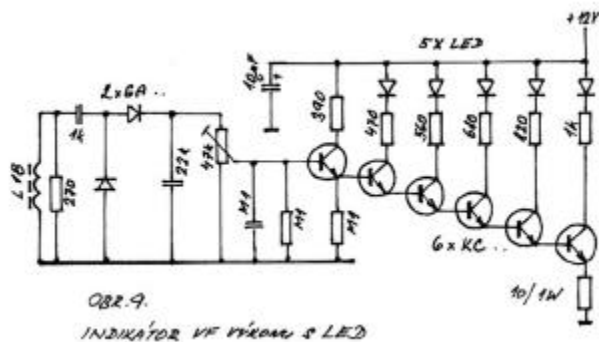 +12V
5x LED
10μF
+
2x GA..
1k
390
470
560
680
820
1k
L 1B
270
22k
47k
M1
M1
M1
6x KC..
10/1W
OBR.9.
INDIKÁTOR VF VÝKONU S LED